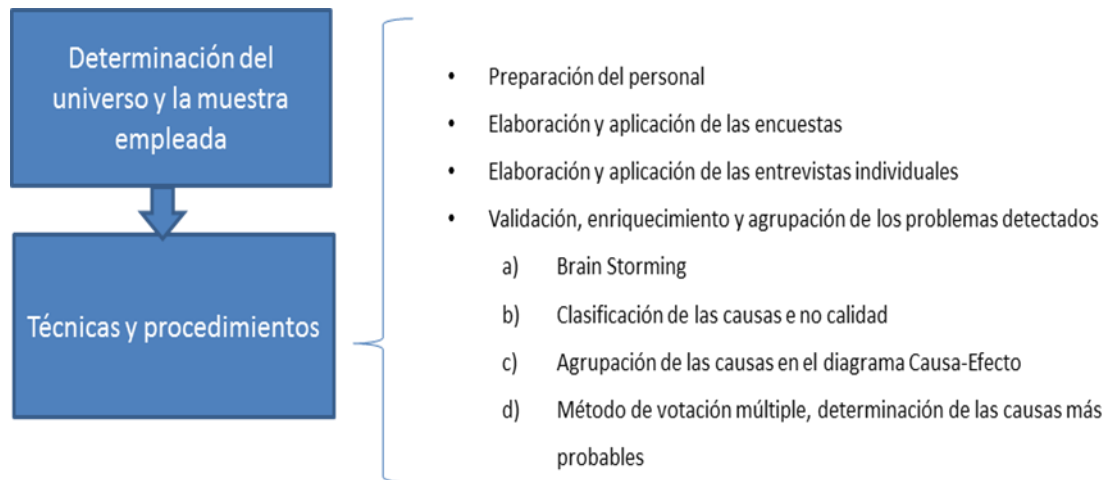 Determinación del
universo y la muestra
empleada
Técnicas y procedimientos
• Preparación del personal
• Elaboración y aplicación de las encuestas
• Elaboración y aplicación de las entrevistas individuales
• Validación, enriquecimiento y agrupación de los problemas detectados
a) Brain Storming
b) Clasificación de las causas e no calidad
c) Agrupación de las causas en el diagrama Causa-Efecto
d) Método de votación múltiple, determinación de las causas más
probables